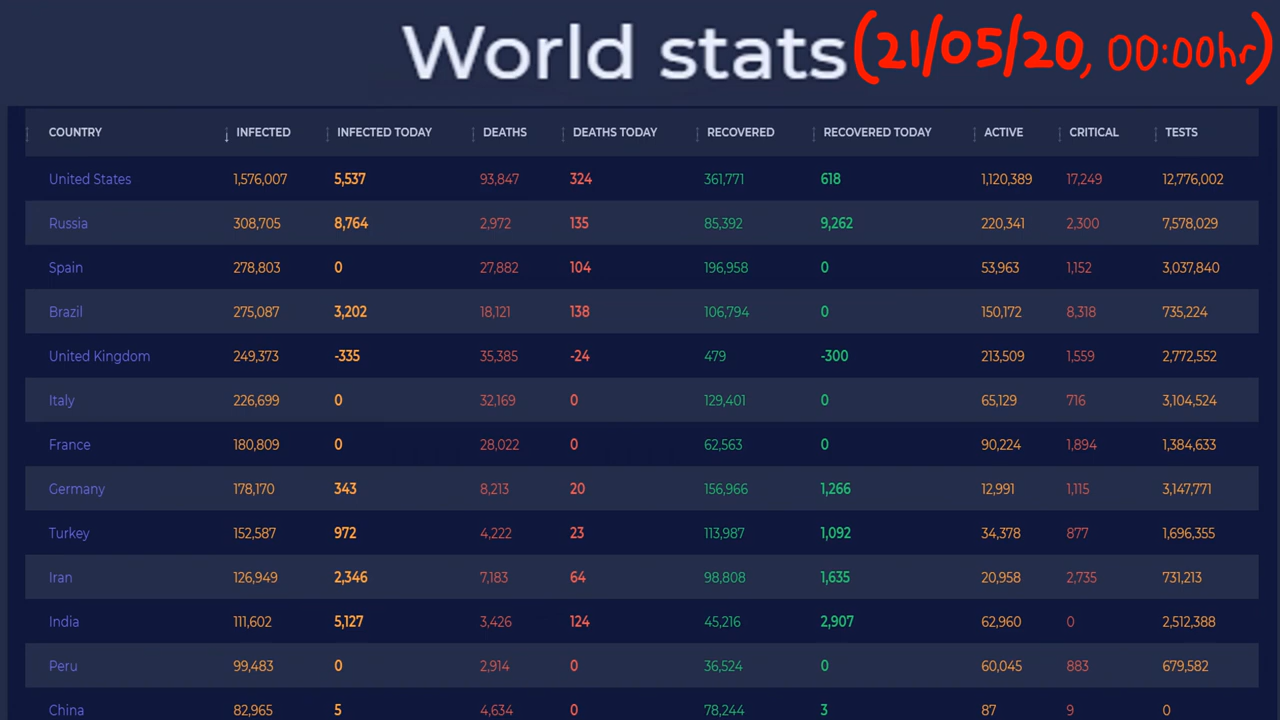 World stats (21/05/20, 00:00hr)
COUNTRY INFECTED INFECTED TODAY DEATHS DEATHS TODAY RECOVERED RECOVERED TODAY ACTIVE CRITICAL TESTS
United States 1,576,007 5,537 93,847 324 361,771 618 1,120,389 17,249 12,776,002
Russia 308,705 8,764 2,972 135 85,392 9,262 220,341 2,300 7,578,029
Spain 278,803 0 27,882 104 196,958 0 53,963 1,152 3,037,840
Brazil 275,087 3,202 18,121 138 106,794 0 150,172 8,318 735,224
United Kingdom 249,373 -335 35,385 -24 479 -300 213,509 1,559 2,772,552
Italy 226,699 0 32,169 0 129,401 0 65,129 716 3,104,524
France 180,809 0 28,022 0 62,563 0 90,224 1,894 1,384,633
Germany 178,170 343 8,213 20 156,966 1,266 12,991 1,115 3,147,771
Turkey 152,587 972 4,222 23 113,987 1,092 34,378 877 1,696,355
Iran 126,949 2,346 7,183 64 98,808 1,635 20,958 2,735 731,213
India 111,602 5,127 3,426 124 45,216 2,907 62,960 0 2,512,388
Peru 99,483 0 2,914 0 36,524 0 60,045 883 679,582
China 82,965 5 4,634 0 78,244 3 87 9 0